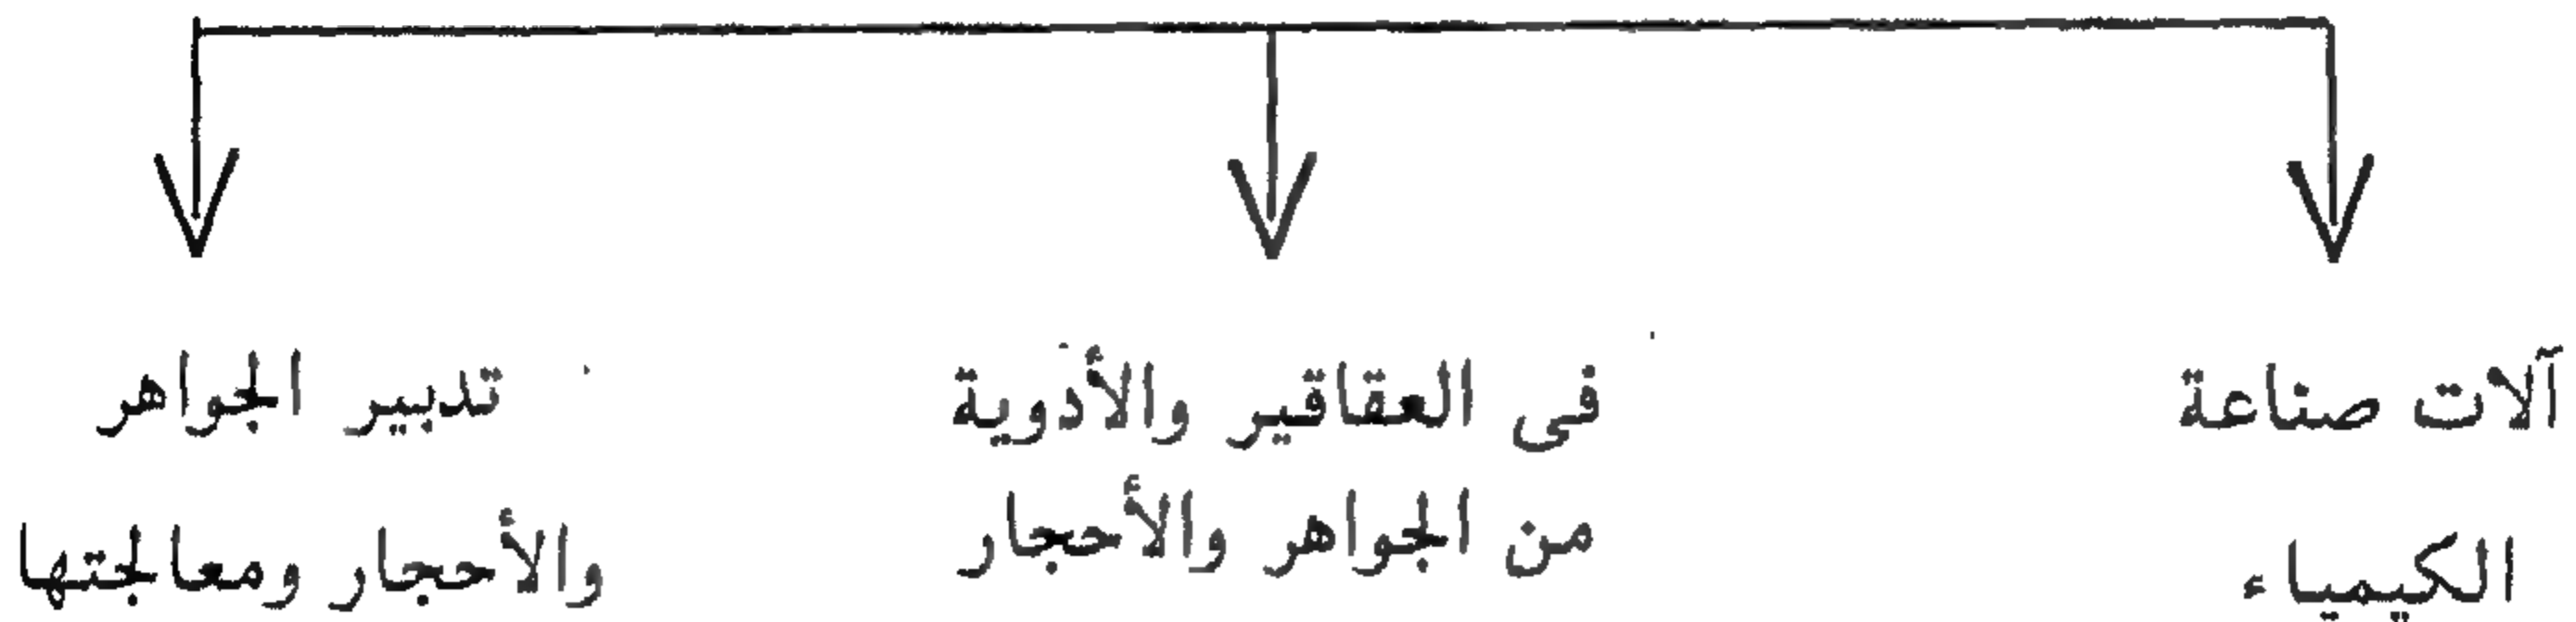 آلات صناعة
الكيمياء
فى العقاقير والأدوية
من الجواهر والأحجار
تدبير الجواهر
والأحجار ومعالجتها